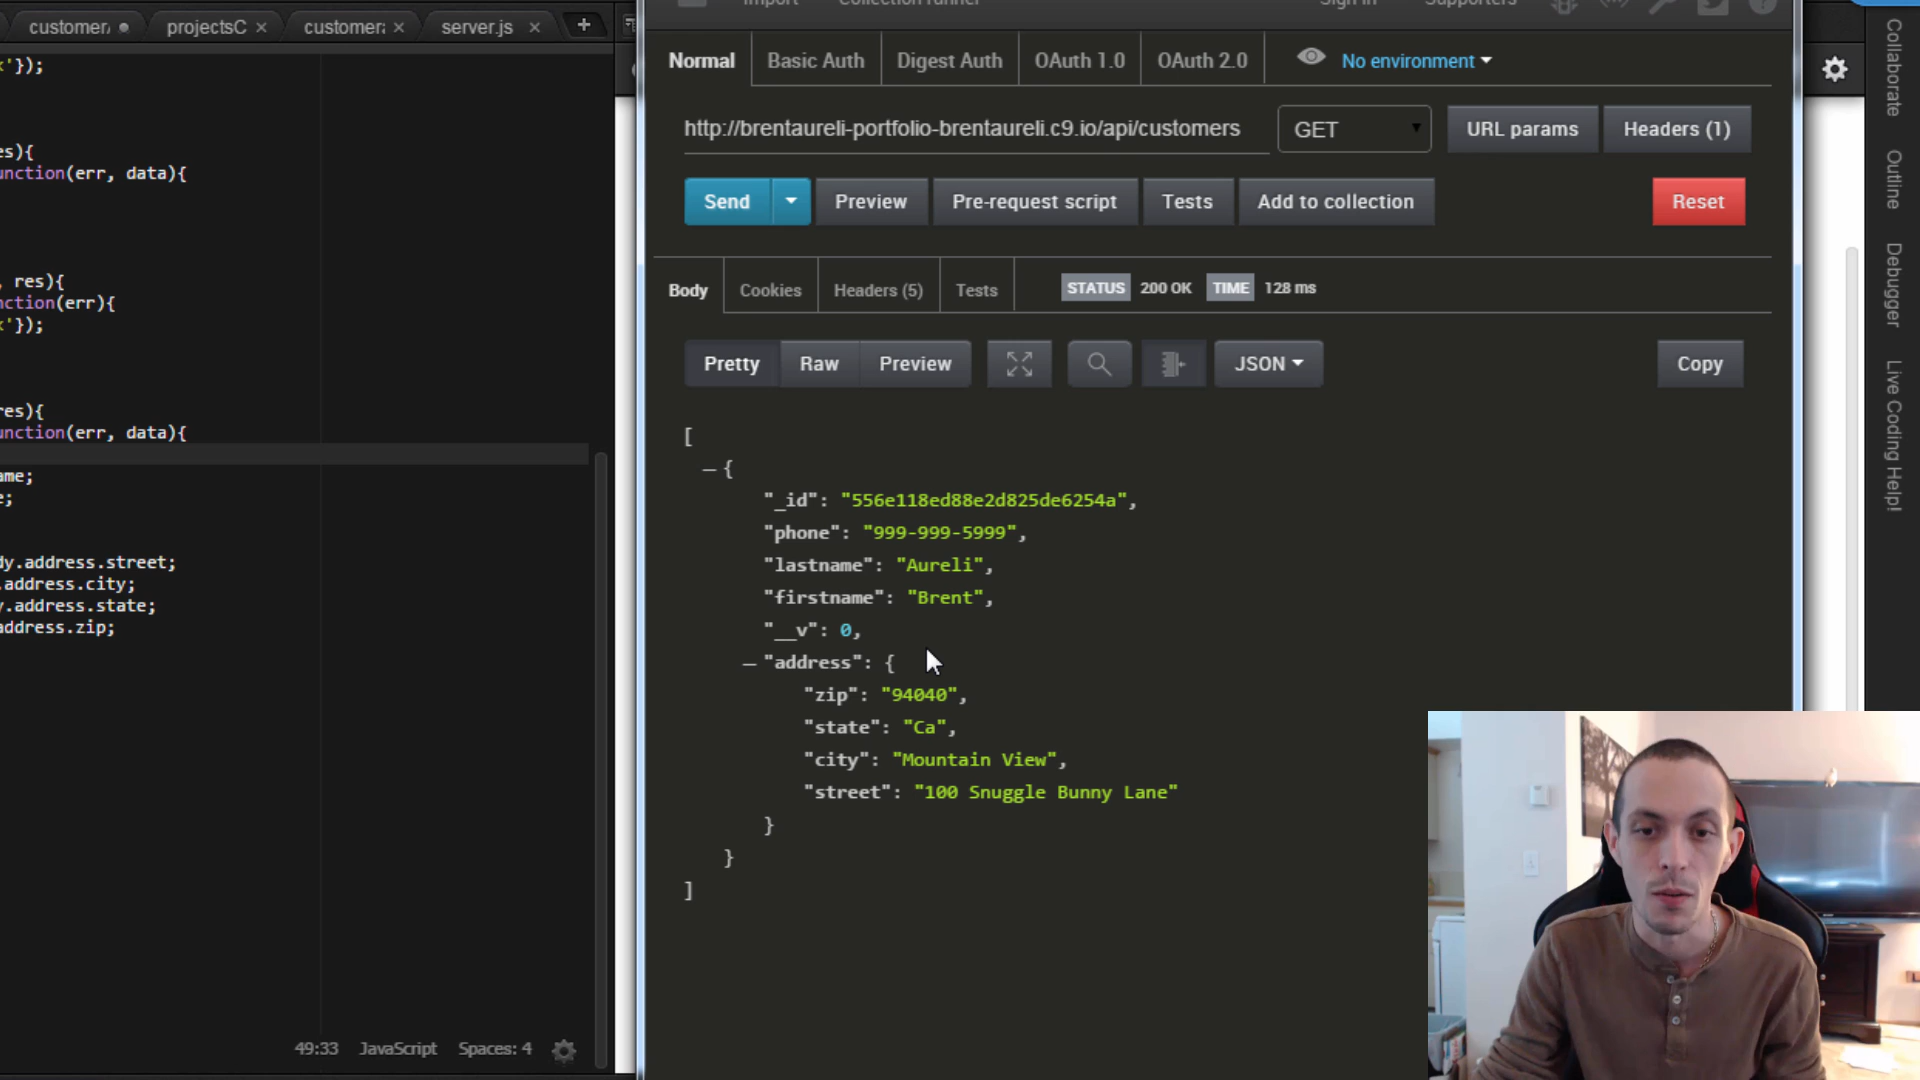 customer/
projectsC
customer
server.js
k'});
es){
unction(err, data){
, res){
nction(err){
k'});
res){
unction(err, data){
ame;
e;
dy.address.street;
.address.city;
y.address.state;
address.zip;
49:33 JavaScript Spaces: 4
Import Collection runner Sign in Supporters
Normal Basic Auth Digest Auth OAuth 1.0 OAuth 2.0 No environment
http://brentaureli-portfolio-brentaureli.c9.io/api/customers GET URL params Headers (1)
Send Preview Pre-request script Tests Add to collection Reset
Body Cookies Headers (5) Tests STATUS 200 OK TIME 128 ms
Pretty Raw Preview JSON Copy
[
{
"_id": "556e118ed88e2d825de6254a",
"phone": "999-999-5999",
"lastname": "Aureli",
"firstname": "Brent",
"__v": 0,
"address": {
"zip": "94040",
"state": "Ca",
"city": "Mountain View",
"street": "100 Snuggle Bunny Lane"
}
}
]
Collaborate
Outline
Debugger
Live Coding Help!